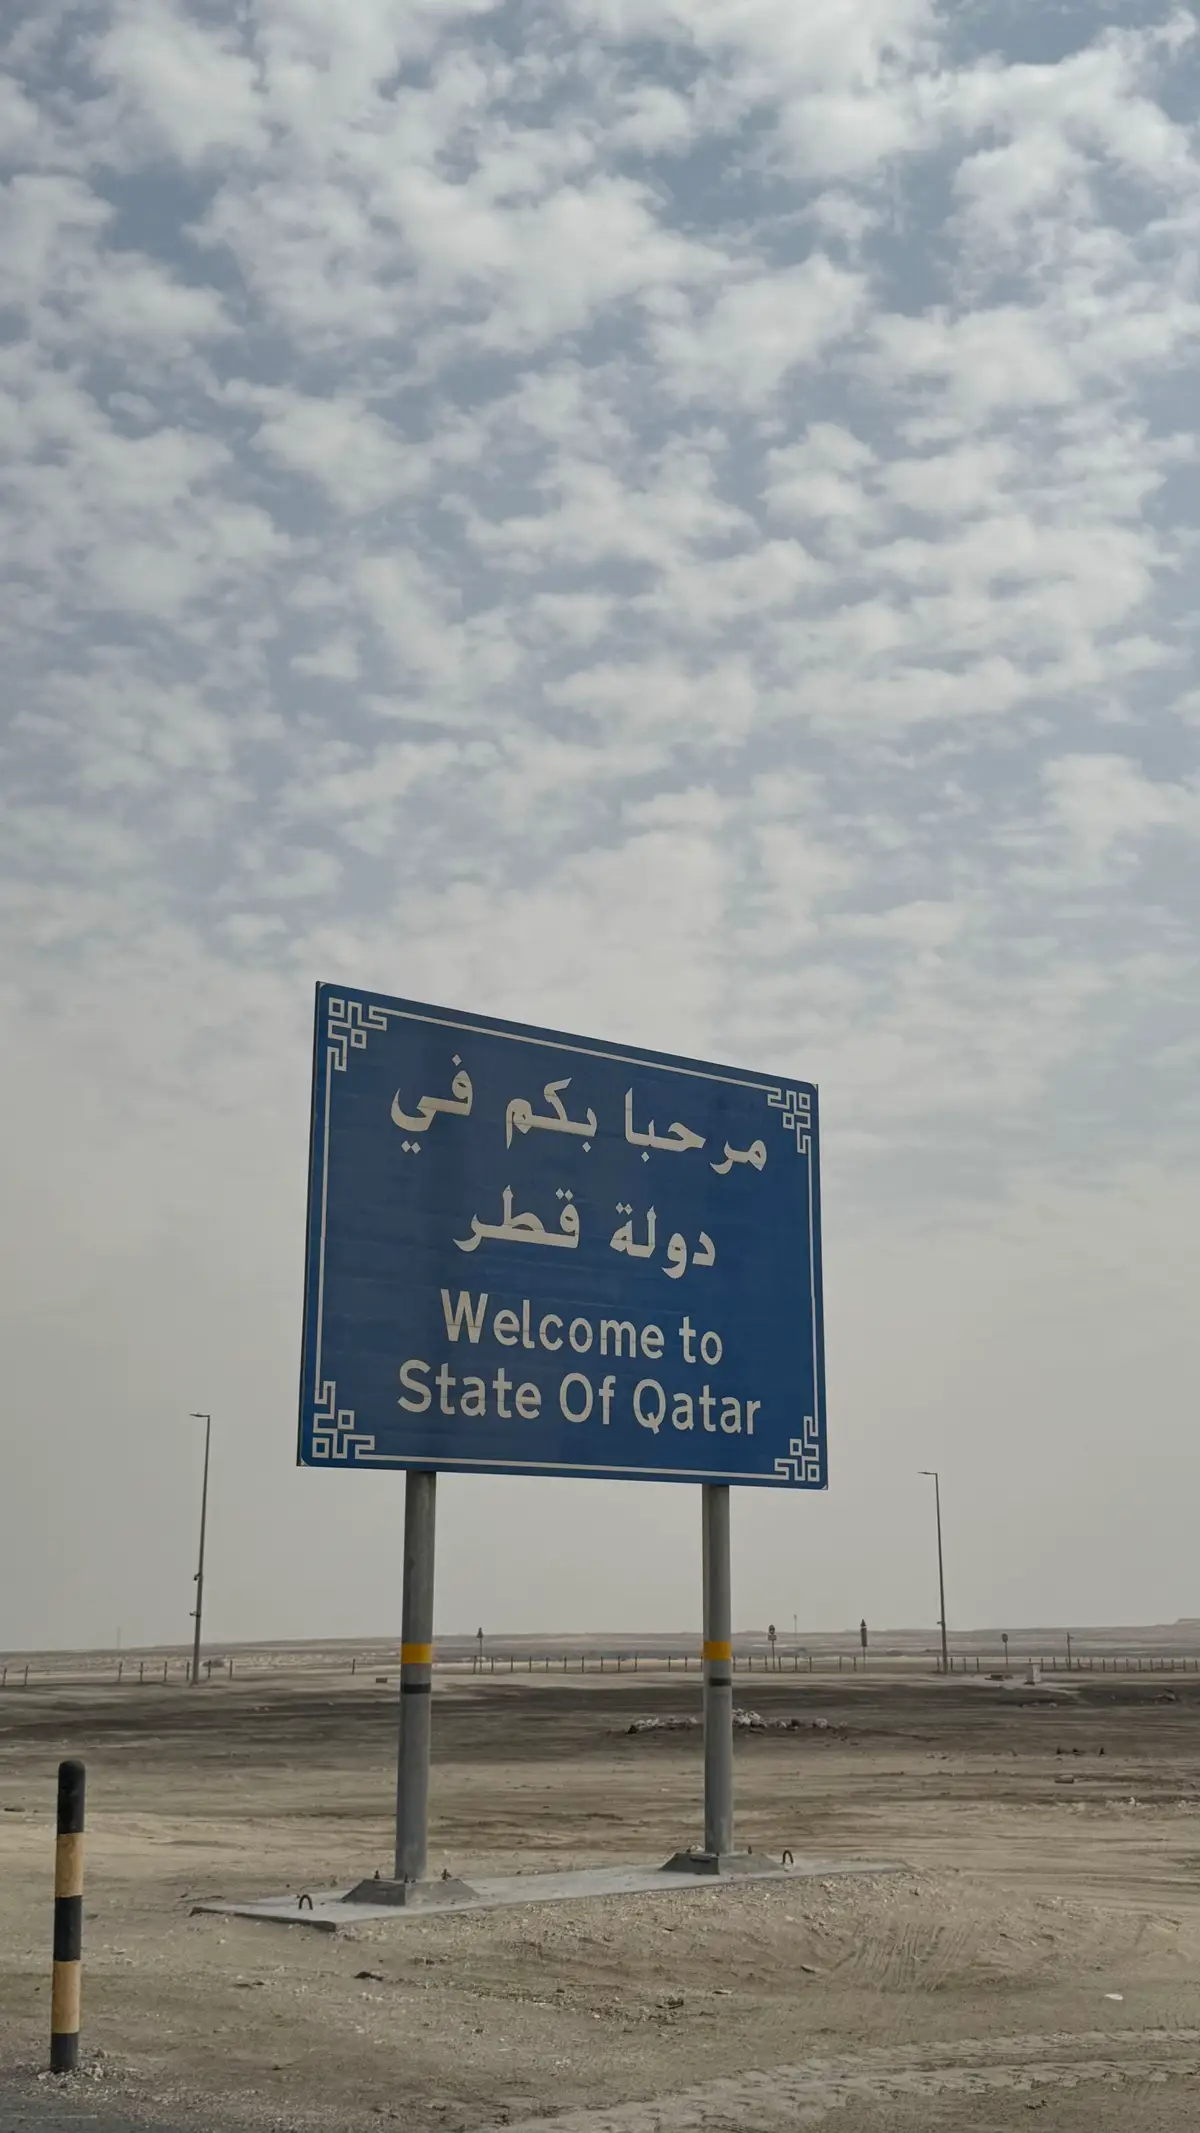 مرحبا بكم في
دولة قطر
Welcome to
State Of Qatar